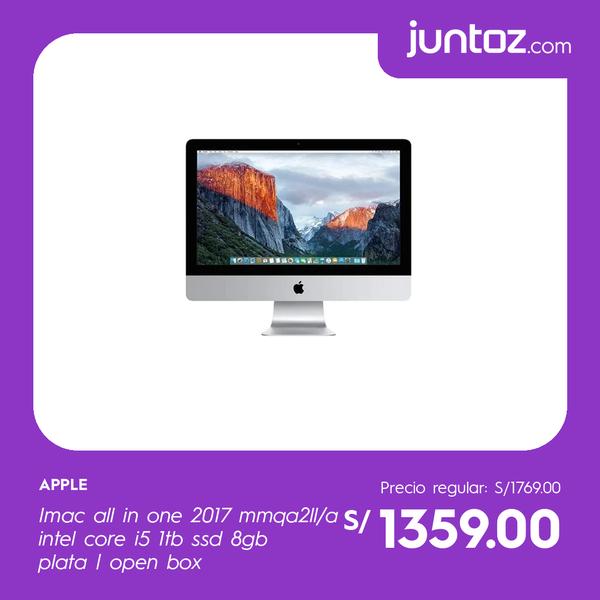 juntoz.com
APPLE
Imac all in one 2017 mmqa2ll/a
intel core i5 1tb ssd 8gb
plata | open box
Precio regular: S/1769.00
S/ 1359.00